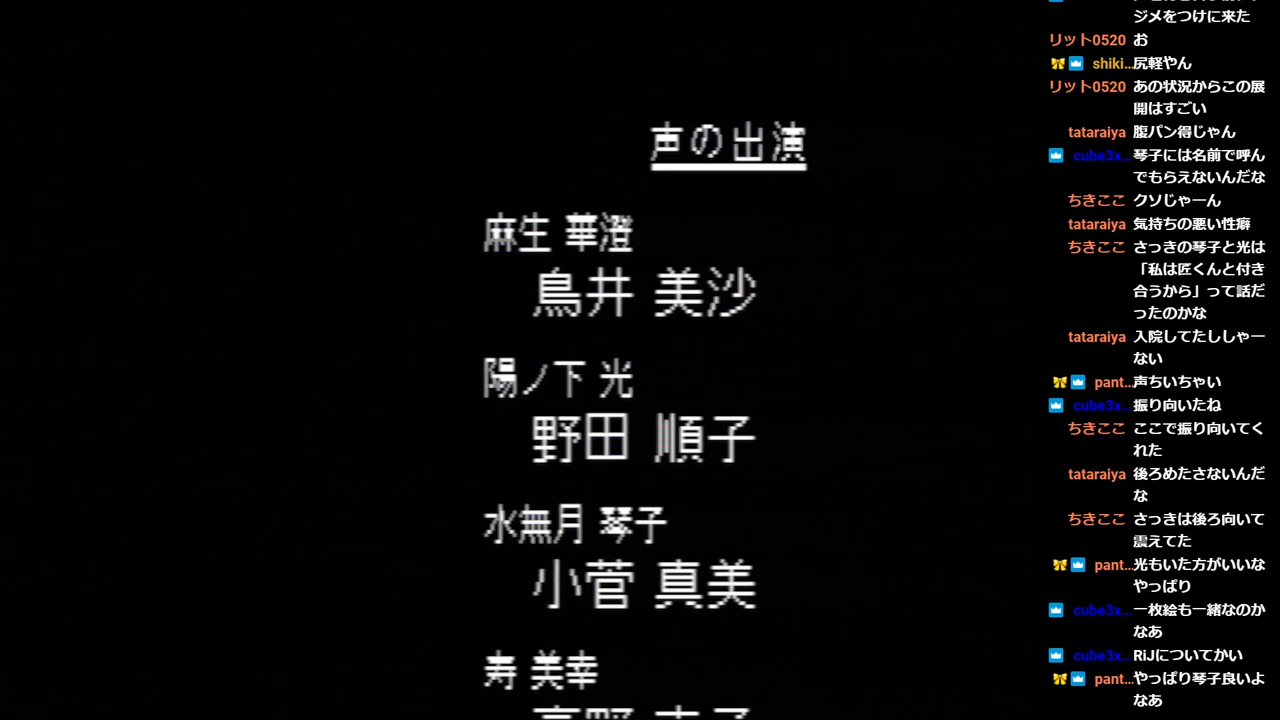 声の出演
麻生 華澄
鳥井 美沙
陽ノ下 光
野田 順子
水無月 琴子
小菅 真美
寿 美幸
ジメをつけに来た
リット0520 お
shiki... 尻軽やん
リット0520 あの状況からこの展
開はすごい
tataraiya 腹パン得じゃん
cube3x... 琴子には名前で呼ん
でもらえないんだな
ちきここ クソじゃーん
tataraiya 気持ちの悪い性癖
ちきここ さっきの琴子と光は
「私は匠くんと付き
合うから」って話だ
ったのかな
tataraiya 入院してたししゃー
ない
pant... 声ちいちゃい
cube3x... 振り向いたね
ちきここ ここで振り向いてく
れた
tataraiya 後ろめたさないんだ
な
ちきここ さっきは後ろ向いて
震えてた
pant... 光もいた方がいいな
やっぱり
cube3x... 一枚絵も一緒なのか
なあ
cube3x... RiJについてかい
pant... やっぱり琴子良いよ
なあ